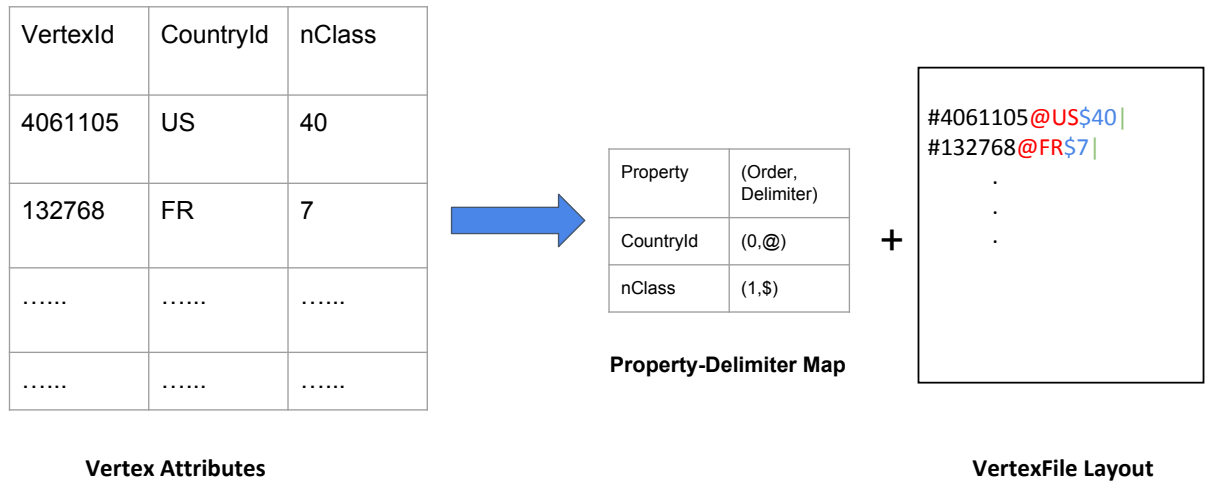 VertexId CountryId nClass
4061105 US 40
132768 FR 7
…... …... …...
…... …... …...
Vertex Attributes
Property (Order,
Delimiter)
CountryId (0,@)
nClass (1,$)
Property-Delimiter Map
+
#4061105@US$40|
#132768@FR$7|
.
.
.
VertexFile Layout